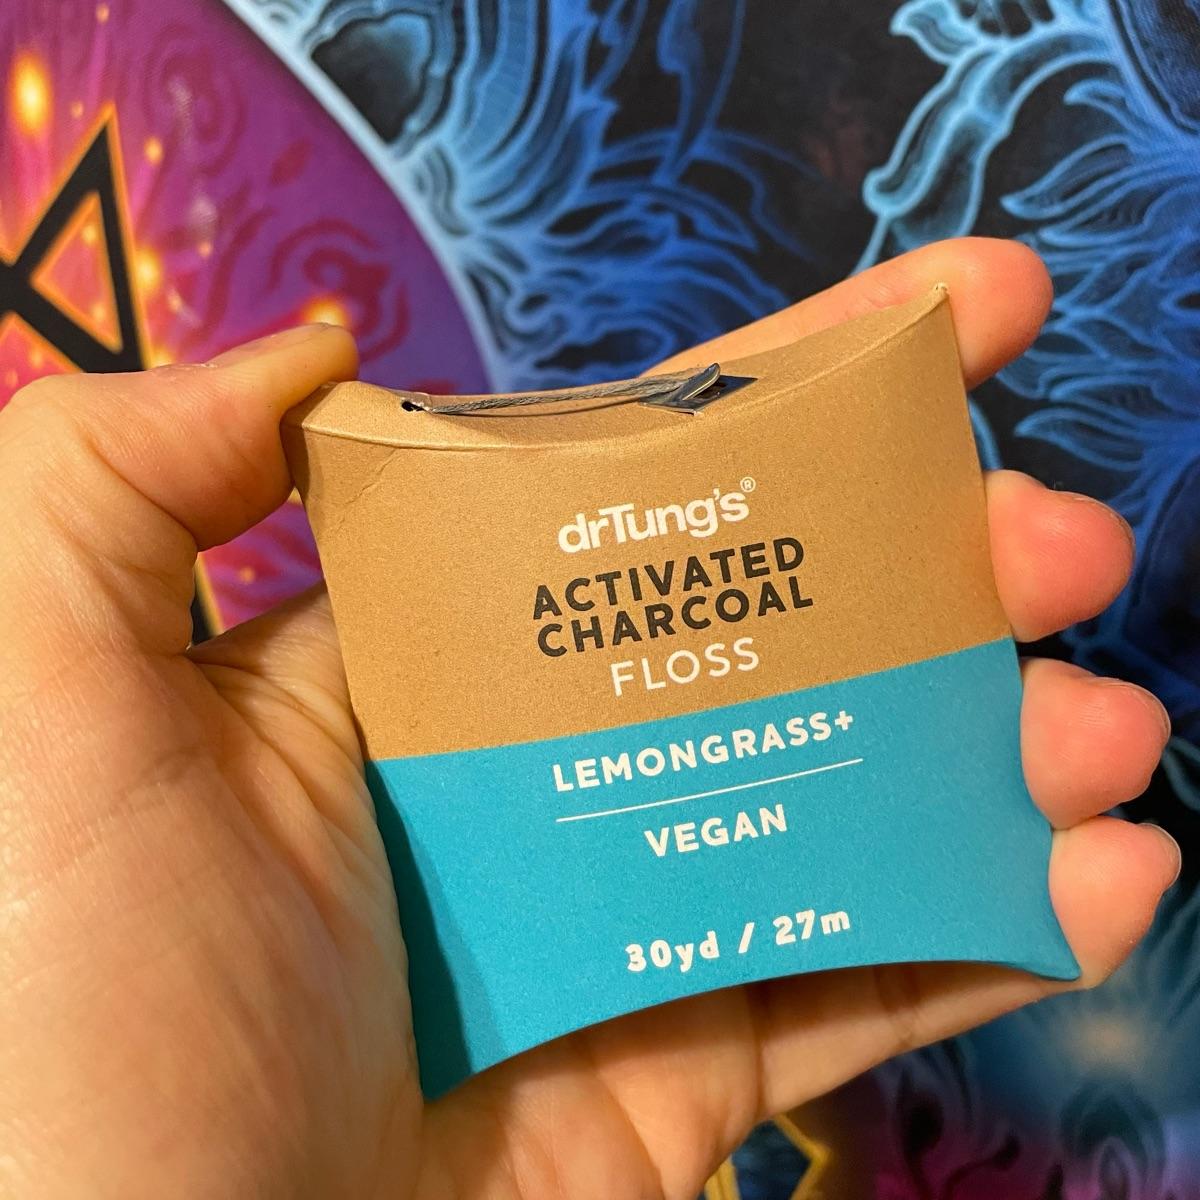 drTung's®
ACTIVATED
CHARCOAL
FLOSS
LEMONGRASS+
VEGAN
30yd / 27m